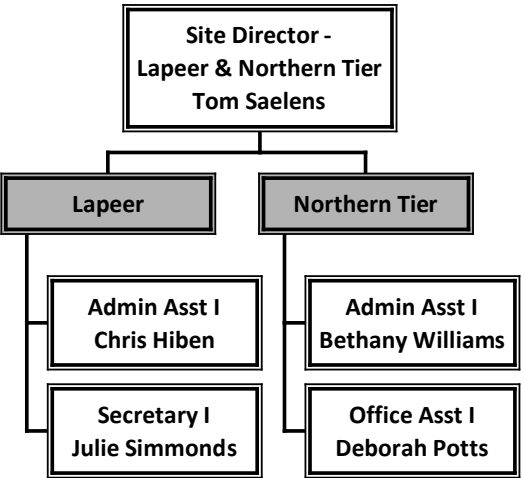 Site Director -
Lapeer & Northern Tier
Tom Saelens
Lapeer
Northern Tier
Admin Asst I
Chris Hiben
Admin Asst I
Bethany Williams
Secretary I
Julie Simmonds
Office Asst I
Deborah Potts